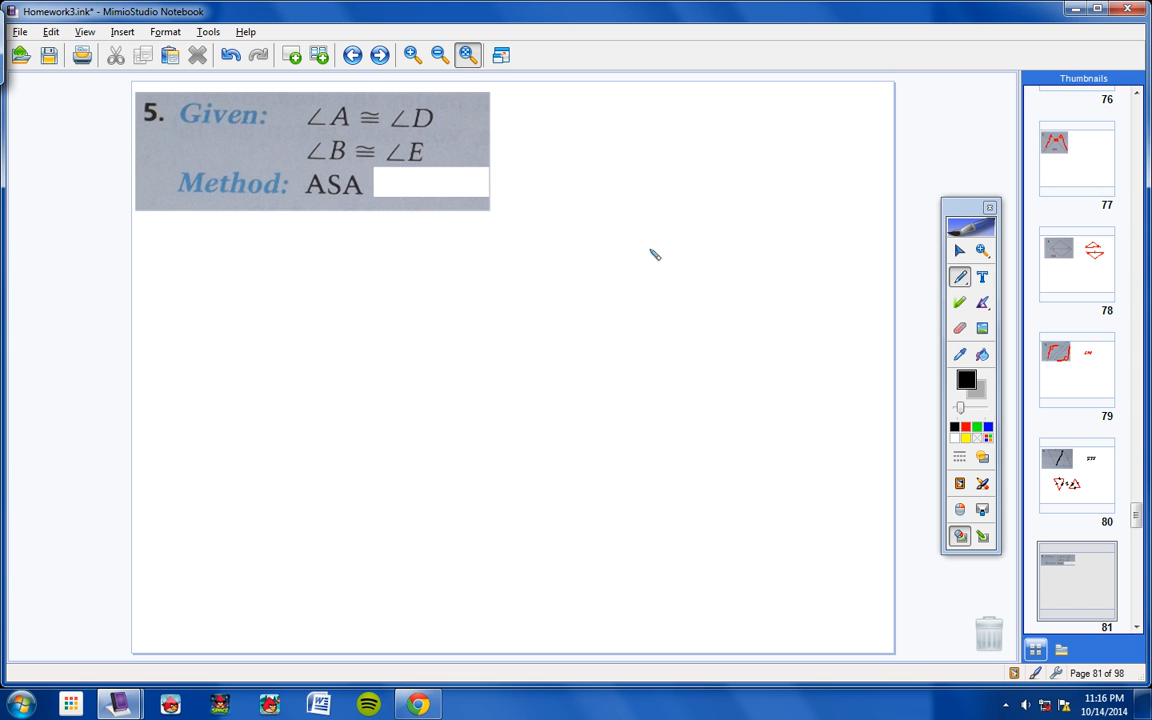 Homework3.ink* - MimioStudio Notebook
File Edit View Insert Format Tools Help
Thumbnails
5. Given: ∠A ≅ ∠D
∠B ≅ ∠E
Method: ASA
76
77
78
79
80
81
T
Page 81 of 98
W
11:16 PM
10/14/2014